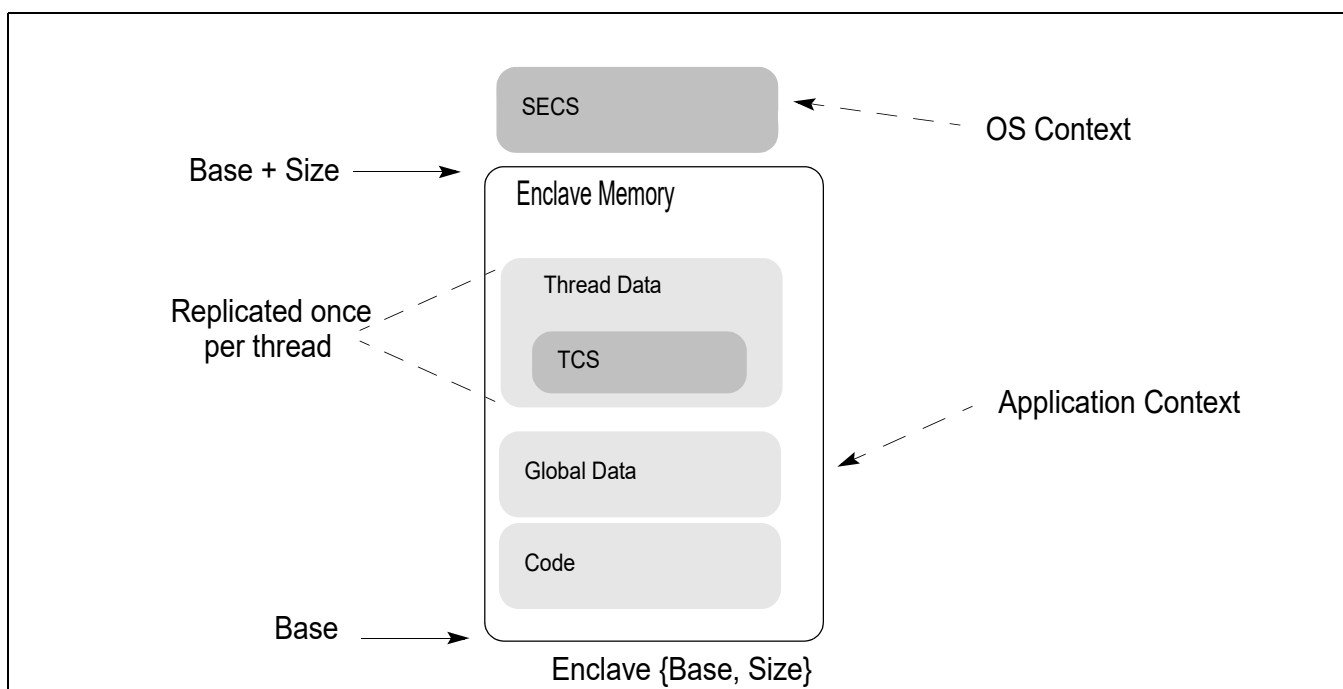 SECS
OS Context
Base + Size
Enclave Memory
Thread Data
Replicated once
per thread
TCS
Application Context
Global Data
Code
Base
Enclave {Base, Size}